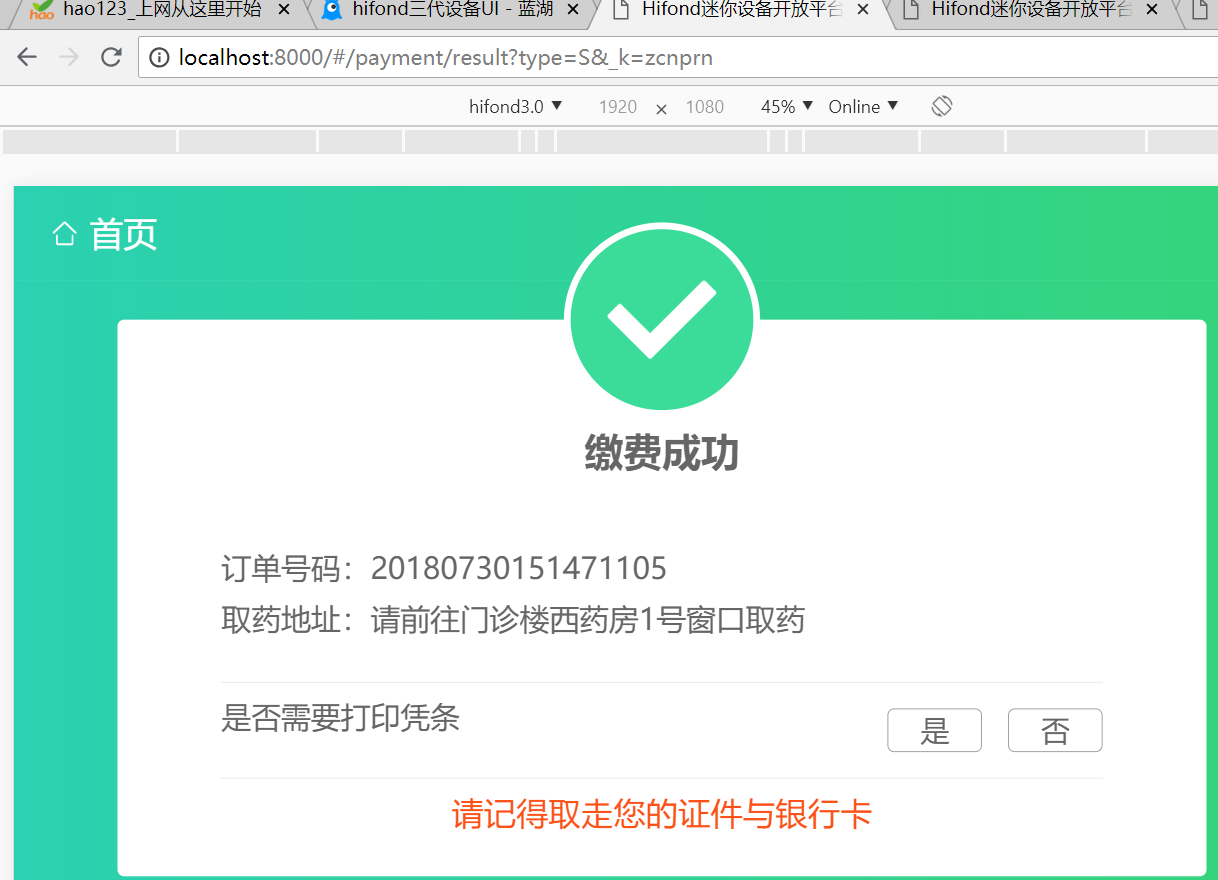 hao123_上网从这里开始
hifond三代设备UI - 蓝湖
Hifond迷你设备开放平台
Hifond迷你设备开放平台
localhost:8000/#/payment/result?type=S&_k=zcnprn
hifond3.0 ▼ 1920 × 1080 45% ▼ Online ▼
首页
缴费成功
订单号码：20180730151471105
取药地址：请前往门诊楼西药房1号窗口取药
是否需要打印凭条 是 否
请记得取走您的证件与银行卡